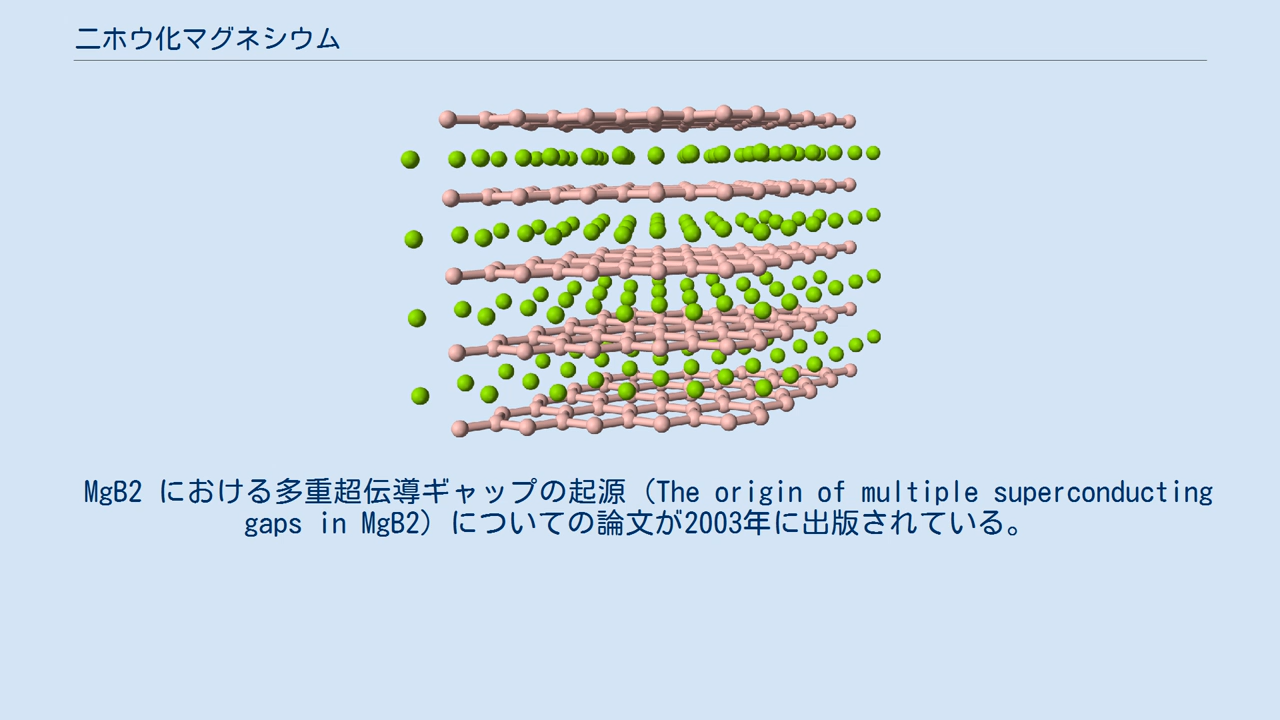 二ホウ化マグネシウム
MgB2 における多重超伝導ギャップの起源（The origin of multiple superconducting
gaps in MgB2）についての論文が2003年に出版されている。